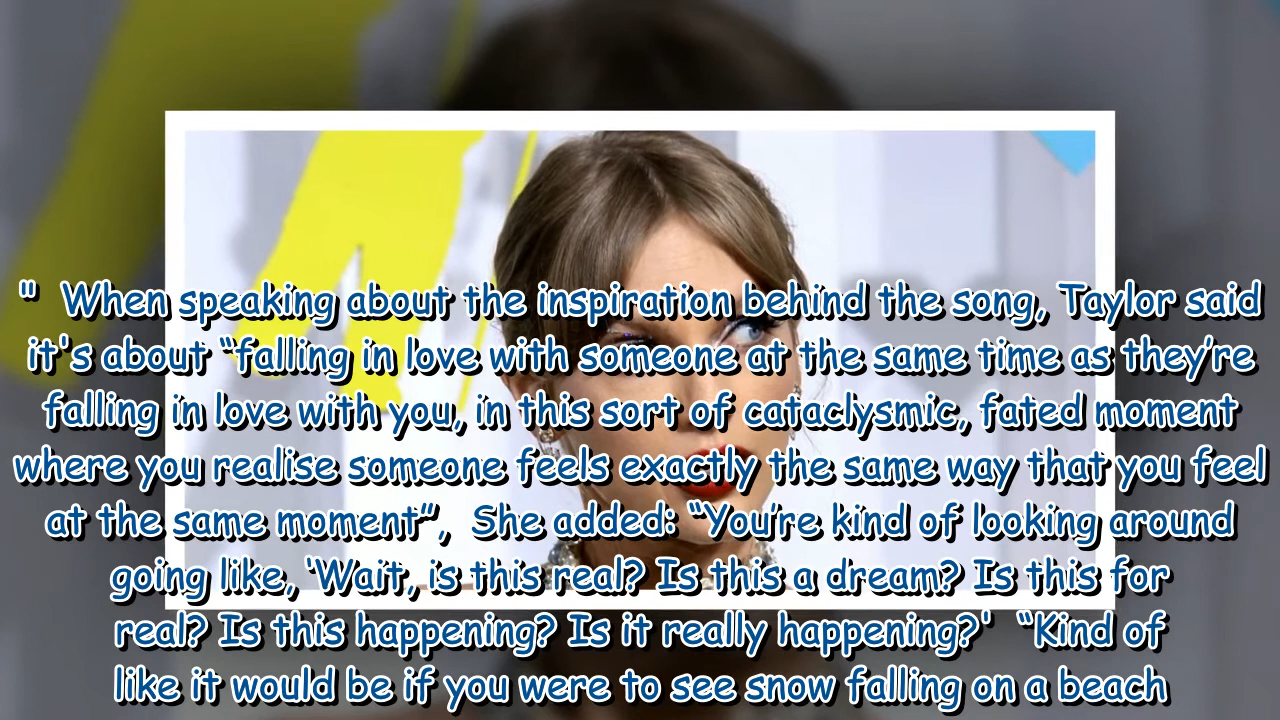 "  When speaking about the inspiration behind the song, Taylor said
it's about “falling in love with someone at the same time as they’re
falling in love with you, in this sort of cataclysmic, fated moment
where you realise someone feels exactly the same way that you feel
at the same moment”,  She added: “You’re kind of looking around
going like, ‘Wait, is this real? Is this a dream? Is this for
real? Is this happening? Is it really happening?'  “Kind of
like it would be if you were to see snow falling on a beach